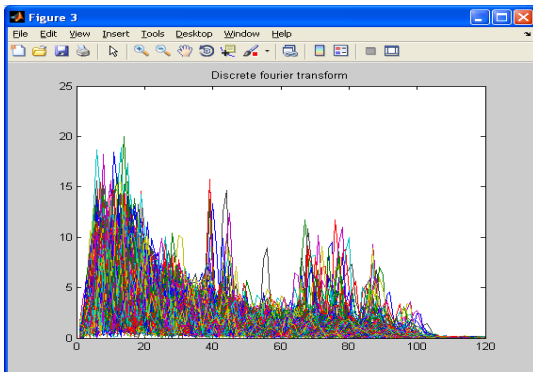 Figure 3
File Edit View Insert Tools Desktop Window Help
Discrete fourier transform
25
20
15
10
5
0
0 20 40 60 80 100 120